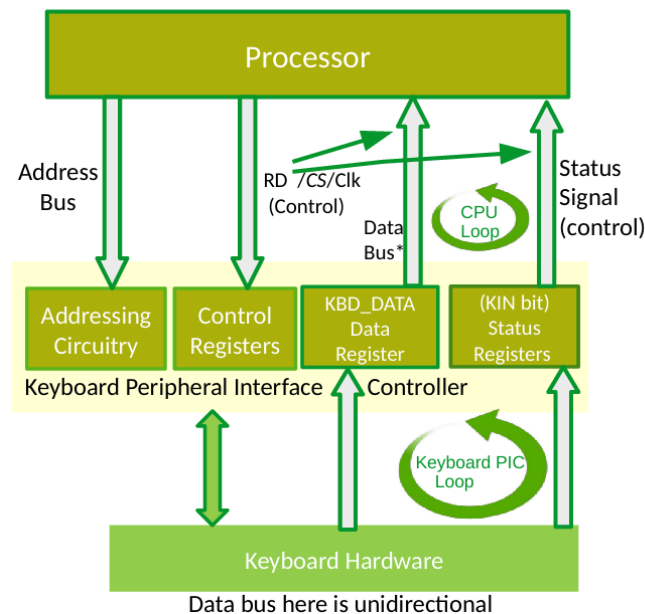 Processor
Address
Bus
RD /CS/Clk
(Control)
Data
Bus*
CPU
Loop
Status
Signal
(control)
Addressing
Circuitry
Control
Registers
KBD_DATA
Data
Register
(KIN bit)
Status
Registers
Keyboard Peripheral Interface Controller
Keyboard PIC
Loop
Keyboard Hardware
Data bus here is unidirectional